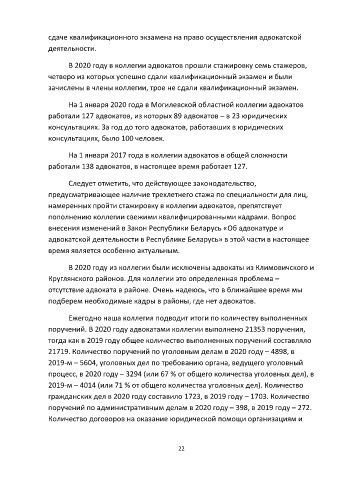 сдаче квалификационного экзамена на право осуществления адвокатской
деятельности.
В 2020 году в коллегии адвокатов прошли стажировку семь стажеров,
четверо из которых успешно сдали квалификационный экзамен и были
зачислены в члены коллегии, трое не сдали квалификационный экзамен.
На 1 января 2020 года в Могилевской областной коллегии адвокатов
работали 127 адвокатов, из которых 89 адвокатов – в 23 юридических
консультациях. За год до того адвокатов, работавших в юридических
консультациях, было 100 человек.
На 1 января 2017 года в коллегии адвокатов в общей сложности
работали 138 адвокатов, в настоящее время работает 127.
Следует отметить, что действующее законодательство,
предусматривающее наличие трехлетнего стажа по специальности для лиц,
намеренных пройти стажировку в коллегии адвокатов, препятствует
пополнению коллегии свежими квалифицированными кадрами. Вопрос
внесения изменений в Закон Республики Беларусь «Об адвокатуре и
адвокатской деятельности в Республике Беларусь» в этой части в настоящее
время является особенно актуальным.
В 2020 году из коллегии были исключены адвокаты из Климовичского и
Круглянского районов. Для коллегии это определенная проблема –
отсутствие адвоката в районе. Очень надеюсь, что в ближайшее время мы
подберем необходимые кадры в районы, где нет адвокатов.
Ежегодно наша коллегия подводит итоги по количеству выполненных
поручений. В 2020 году адвокатами коллегии выполнено 21353 поручения,
тогда как в 2019 году общее количество выполненных поручений составляло
21719. Количество поручений по уголовным делам в 2020 году – 4898, в
2019-м – 5604, уголовных дел по требованию органа, ведущего уголовный
процесс, в 2020 году – 3294 (или 67 % от общего количества уголовных дел), в
2019-м – 4014 (или 71 % от общего количества уголовных дел). Количество
гражданских дел в 2020 году составило 1723, в 2019 году – 1703. Количество
поручений по административным делам в 2020 году – 398, в 2019 году – 272.
Количество договоров на оказание юридической помощи организациям и
22